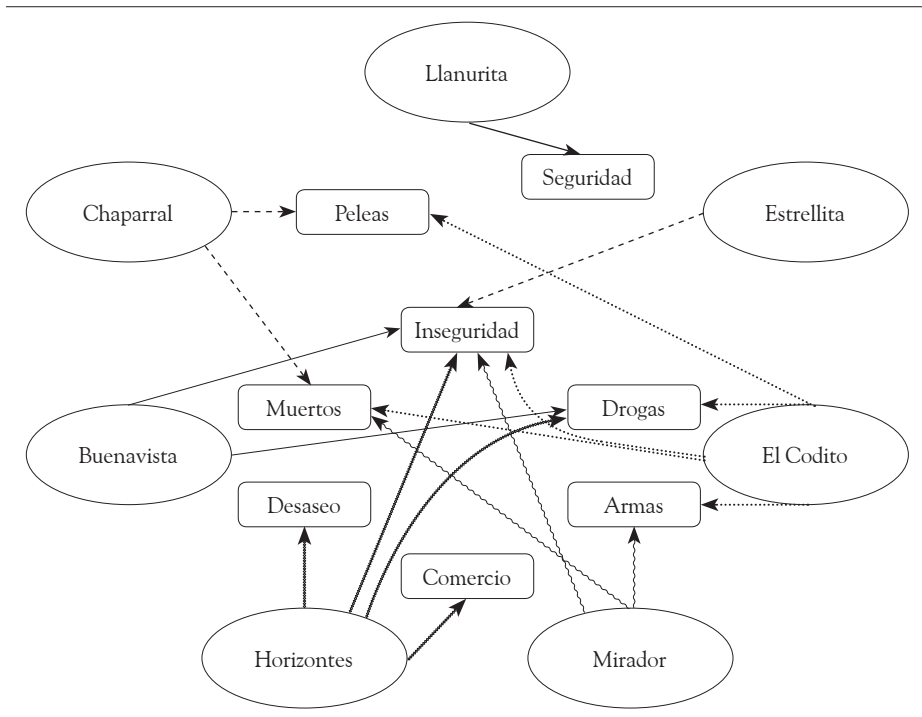 Llanurita
Seguridad
Chaparral
Peleas
Estrellita
Inseguridad
Muertos
Drogas
Buenavista
El Codito
Desaseo
Armas
Comercio
Horizontes
Mirador